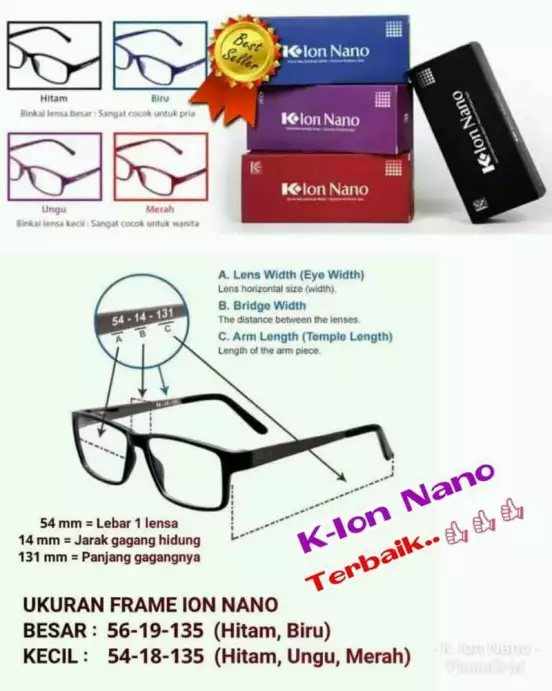 Best
Seller
K-Ion Nano
K-Ion Nano
K-Ion Nano
K-Ion Nano
Hitam
Biru
Binkai lensa besar : Sangat cocok untuk pria
Ungu
Merah
Binkai lensa kecil : Sangat cocok untuk wanita
A. Lens Width (Eye Width)
Lens horizontal size (width).
B. Bridge Width
The distance between the lenses.
C. Arm Length (Temple Length)
Length of the arm piece.
54 - 14 - 131
A B C
54 mm = Lebar 1 lensa
14 mm = Jarak gagang hidung
131 mm = Panjang gagangnya
K-Ion Nano
Terbaik..
UKURAN FRAME ION NANO
BESAR : 56-19-135 (Hitam, Biru)
KECIL : 54-18-135 (Hitam, Ungu, Merah)
- K-Ion Nano -
PhotoGrid